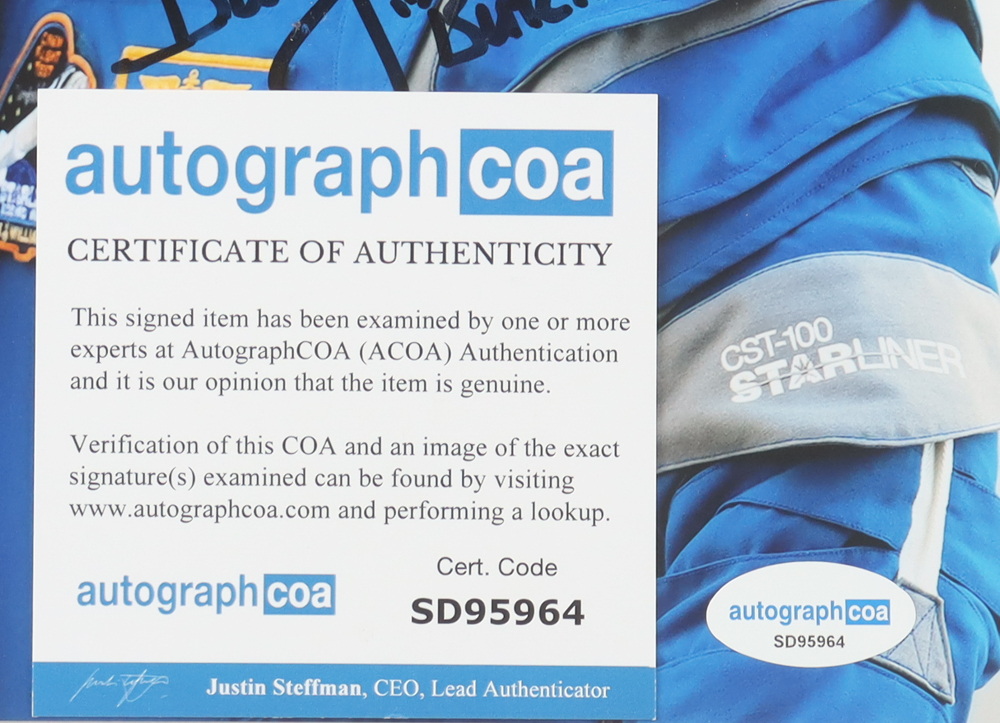 autographcoa
CERTIFICATE OF AUTHENTICITY
This signed item has been examined by one or more
experts at AutographCOA (ACOA) Authentication
and it is our opinion that the item is genuine.
Verification of this COA and an image of the exact
signature(s) examined can be found by visiting
www.autographcoa.com and performing a lookup.
Cert. Code
autographcoa
SD95964
Justin Steffman, CEO, Lead Authenticator
CST-100
STARLINER
autographcoa
SD95964